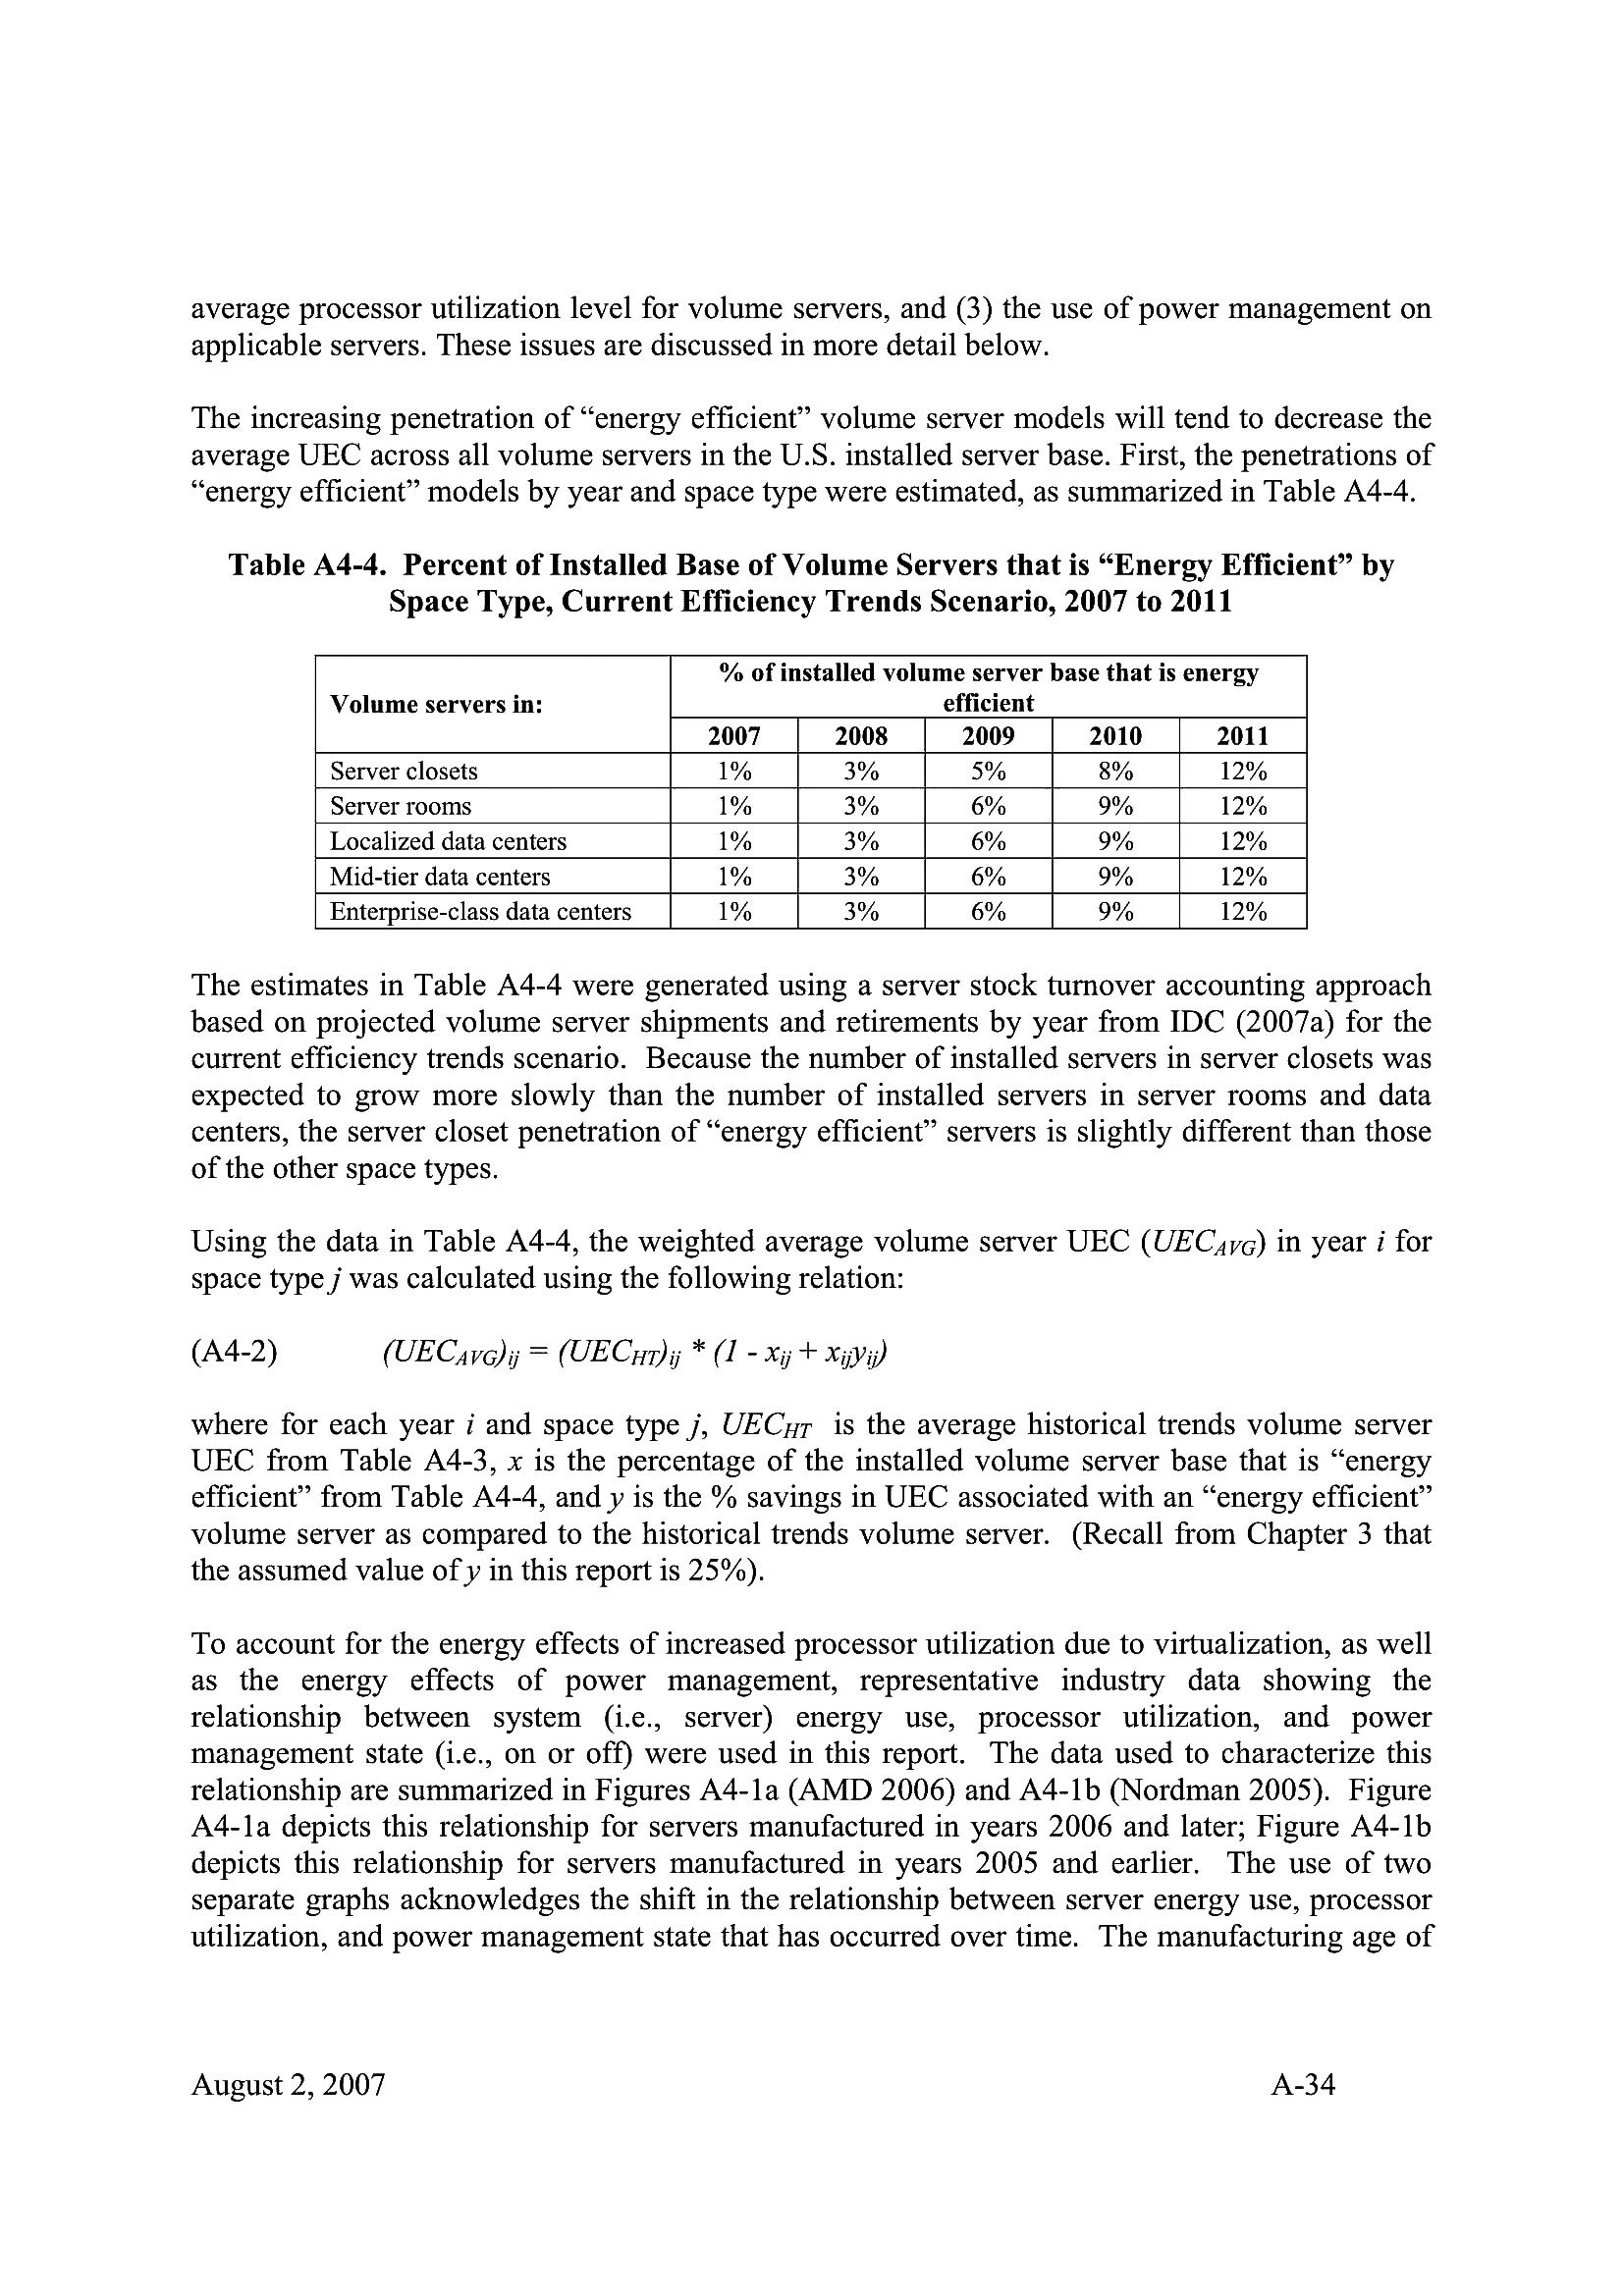 average processor utilization level for volume servers, and (3) the use of power management on
applicable servers. These issues are discussed in more detail below.
The increasing penetration of “energy efficient” volume server models will tend to decrease the
average UEC across all volume servers in the U.S. installed server base. First, the penetrations of
“energy efficient” models by year and space type were estimated, as summarized in Table A4-4.
Table A4-4.  Percent of Installed Base of Volume Servers that is “Energy Efficient” by
Space Type, Current Efficiency Trends Scenario, 2007 to 2011
Volume servers in:
% of installed volume server base that is energy
efficient
2007 2008 2009 2010 2011
Server closets 1% 3% 5% 8% 12%
Server rooms 1% 3% 6% 9% 12%
Localized data centers 1% 3% 6% 9% 12%
Mid-tier data centers 1% 3% 6% 9% 12%
Enterprise-class data centers 1% 3% 6% 9% 12%
The estimates in Table A4-4 were generated using a server stock turnover accounting approach
based on projected volume server shipments and retirements by year from IDC (2007a) for the
current efficiency trends scenario.  Because the number of installed servers in server closets was
expected to grow more slowly than the number of installed servers in server rooms and data
centers, the server closet penetration of “energy efficient” servers is slightly different than those
of the other space types.
Using the data in Table A4-4, the weighted average volume server UEC (UECAVG) in year i for
space type j was calculated using the following relation:
(A4-2) (UECAVG)ij = (UECHT)ij * (1 - xij + xijyij)
where for each year i and space type j, UECHT is the average historical trends volume server
UEC from Table A4-3, x is the percentage of the installed volume server base that is “energy
efficient” from Table A4-4, and y is the % savings in UEC associated with an “energy efficient”
volume server as compared to the historical trends volume server.  (Recall from Chapter 3 that
the assumed value of y in this report is 25%).
To account for the energy effects of increased processor utilization due to virtualization, as well
as the energy effects of power management, representative industry data showing the
relationship between system (i.e., server) energy use, processor utilization, and power
management state (i.e., on or off) were used in this report.  The data used to characterize this
relationship are summarized in Figures A4-1a (AMD 2006) and A4-1b (Nordman 2005).  Figure
A4-1a depicts this relationship for servers manufactured in years 2006 and later; Figure A4-1b
depicts this relationship for servers manufactured in years 2005 and earlier.  The use of two
separate graphs acknowledges the shift in the relationship between server energy use, processor
utilization, and power management state that has occurred over time.  The manufacturing age of
August 2, 2007 A-34